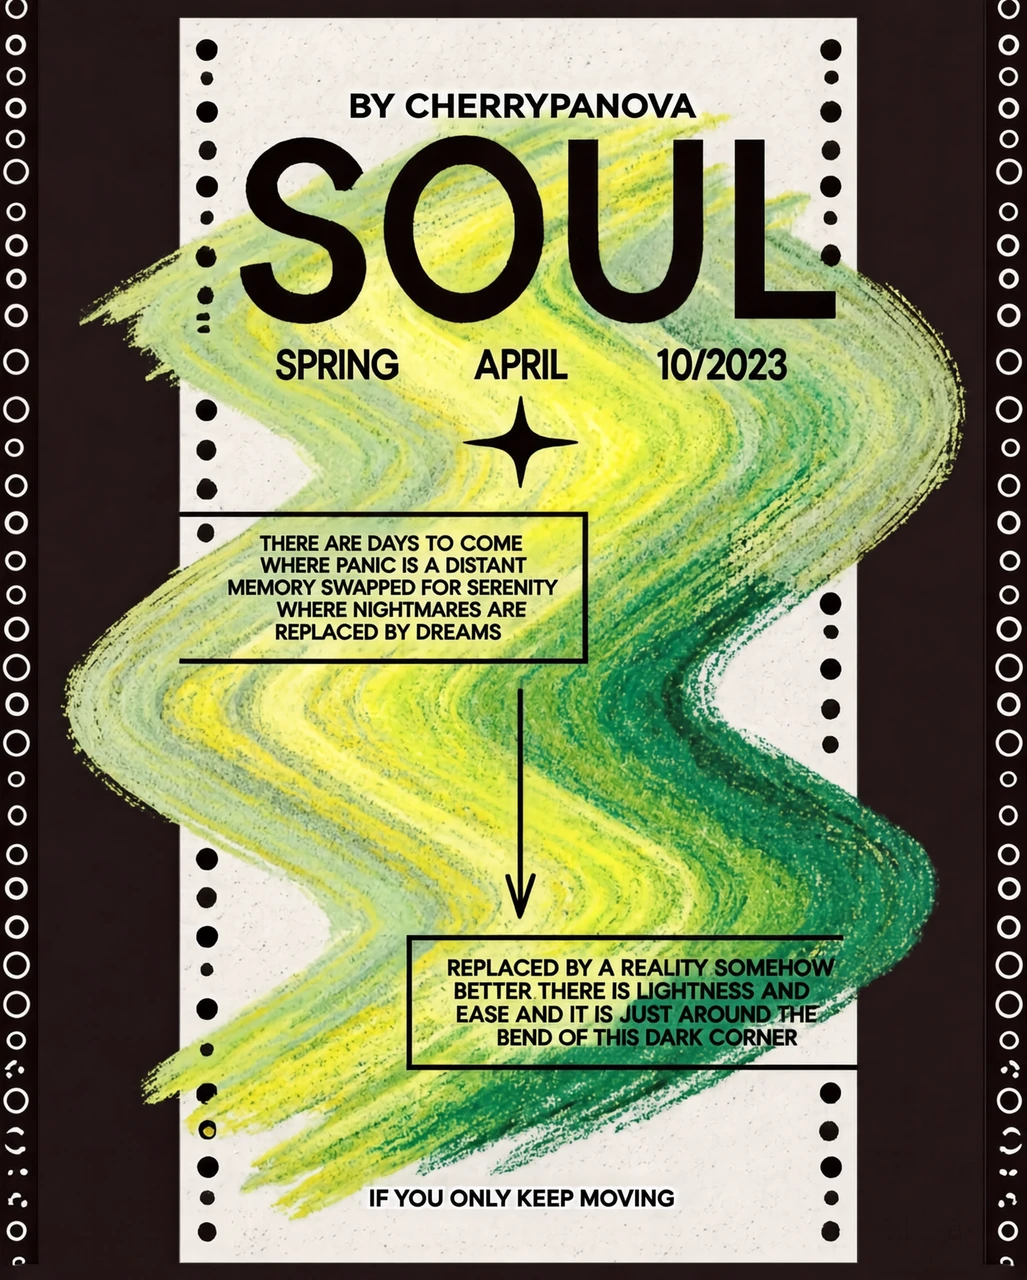 BY CHERRYPANOVA
SOUL
SPRING APRIL 10/2023
THERE ARE DAYS TO COME
WHERE PANIC IS A DISTANT
MEMORY SWAPPED FOR SERENITY
WHERE NIGHTMARES ARE
REPLACED BY DREAMS
REPLACED BY A REALITY SOMEHOW
BETTER THERE IS LIGHTNESS AND
EASE AND IT IS JUST AROUND THE
BEND OF THIS DARK CORNER
IF YOU ONLY KEEP MOVING